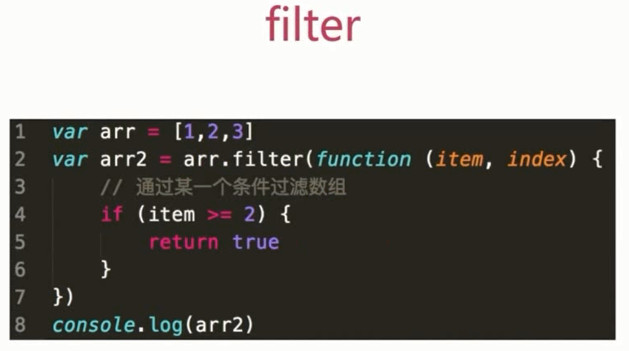 filter
1 var arr = [1,2,3]
2 var arr2 = arr.filter(function (item, index) {
3     // 通过某一个条件过滤数组
4     if (item >= 2) {
5         return true
6     }
7 })
8 console.log(arr2)